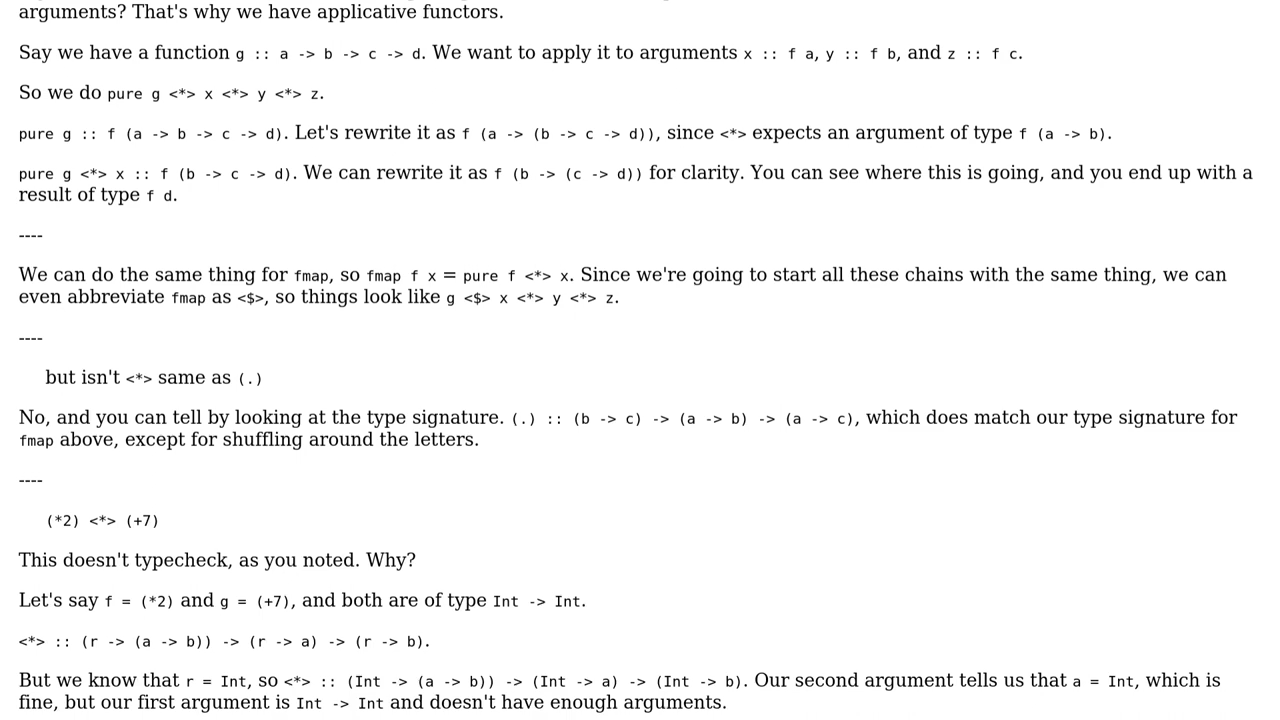 arguments? That's why we have applicative functors.
Say we have a function g :: a -> b -> c -> d. We want to apply it to arguments x :: f a, y :: f b, and z :: f c.
So we do pure g <*> x <*> y <*> z.
pure g :: f (a -> b -> c -> d). Let's rewrite it as f (a -> (b -> c -> d)), since <*> expects an argument of type f (a -> b).
pure g <*> x :: f (b -> c -> d). We can rewrite it as f (b -> (c -> d)) for clarity. You can see where this is going, and you end up with a
result of type f d.
----
We can do the same thing for fmap, so fmap f x = pure f <*> x. Since we're going to start all these chains with the same thing, we can
even abbreviate fmap as <$>, so things look like g <$> x <*> y <*> z.
----
but isn't <*> same as (.)
No, and you can tell by looking at the type signature. (.) :: (b -> c) -> (a -> b) -> (a -> c), which does match our type signature for
fmap above, except for shuffling around the letters.
----
(*2) <*> (+7)
This doesn't typecheck, as you noted. Why?
Let's say f = (*2) and g = (+7), and both are of type Int -> Int.
<*> :: (r -> (a -> b)) -> (r -> a) -> (r -> b).
But we know that r = Int, so <*> :: (Int -> (a -> b)) -> (Int -> a) -> (Int -> b). Our second argument tells us that a = Int, which is
fine, but our first argument is Int -> Int and doesn't have enough arguments.